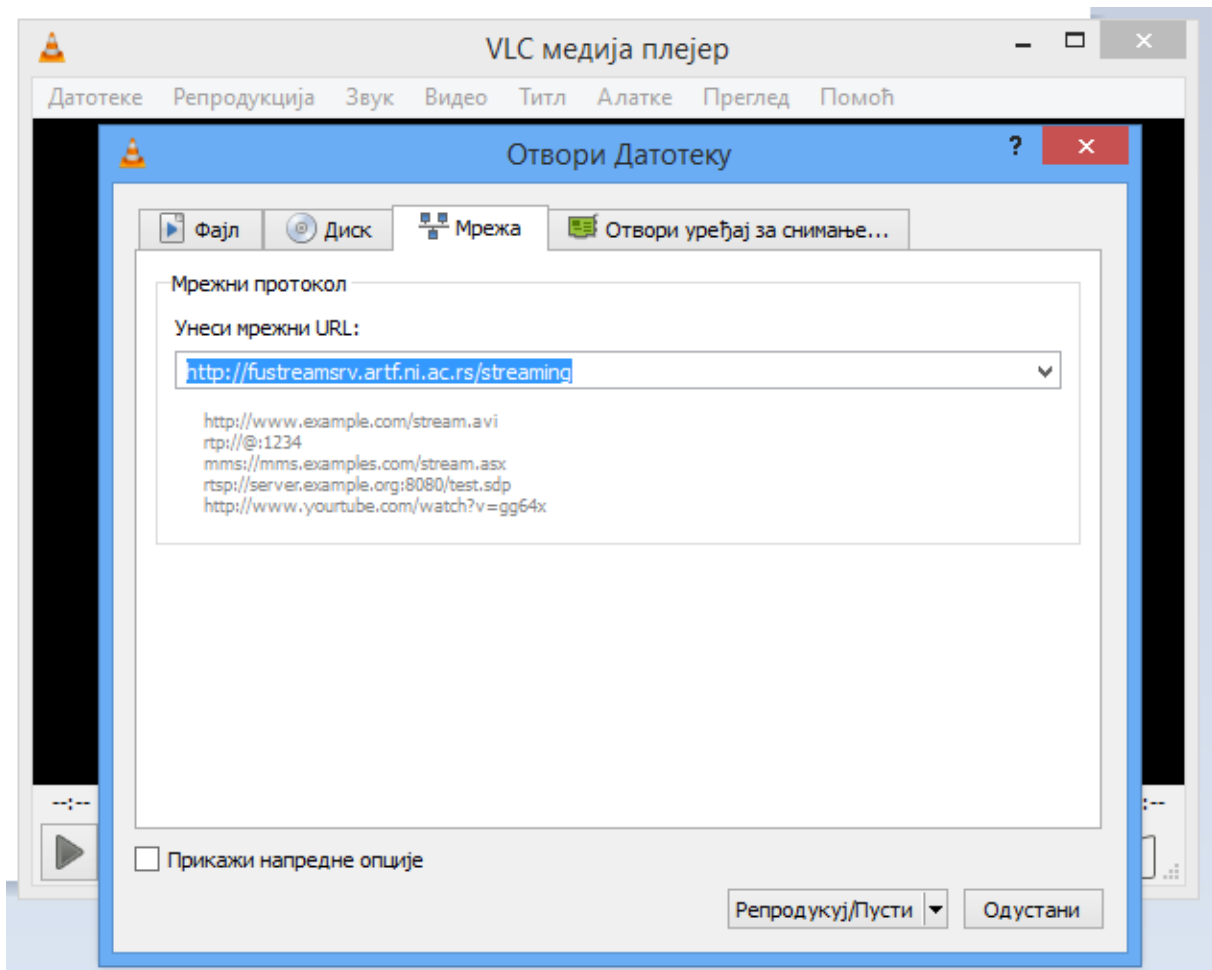 VLC медија плејер
Датотеке Репродукција Звук Видео Титл Алатке Преглед Помоћ
Отвори Датотеку
?
Фајл Диск Мрежа Отвори уређај за снимање...
Мрежни протокол
Унеси мрежни URL:
http://fustreamsrv.artf.ni.ac.rs/streaming
http://www.example.com/stream.avi
rtp://@:1234
mms://mms.examples.com/stream.asx
rtsp://server.example.org:8080/test.sdp
http://www.yourtube.com/watch?v=gg64x
--:-- :--
Прикажи напредне опције
Репродукуј/Пусти Одустани